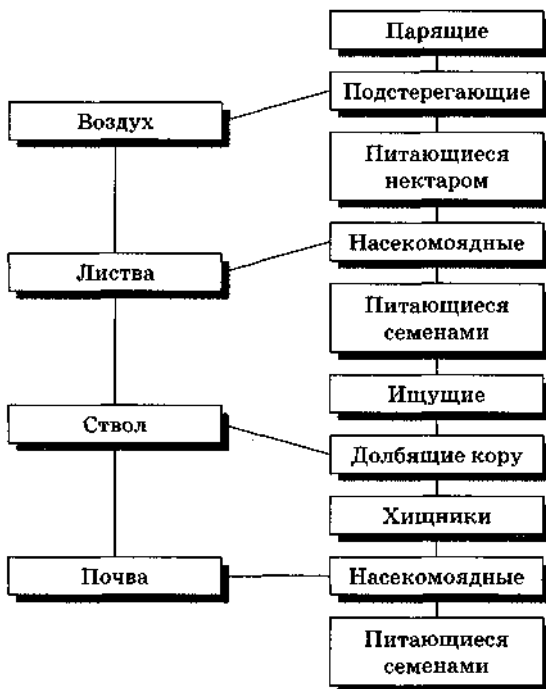 Парящие
Подстерегающие
Воздух
Питающиеся
нектаром
Насекомоядные
Листва
Питающиеся
семенами
Ищущие
Ствол
Долбящие кору
Хищники
Почва
Насекомоядные
Питающиеся
семенами